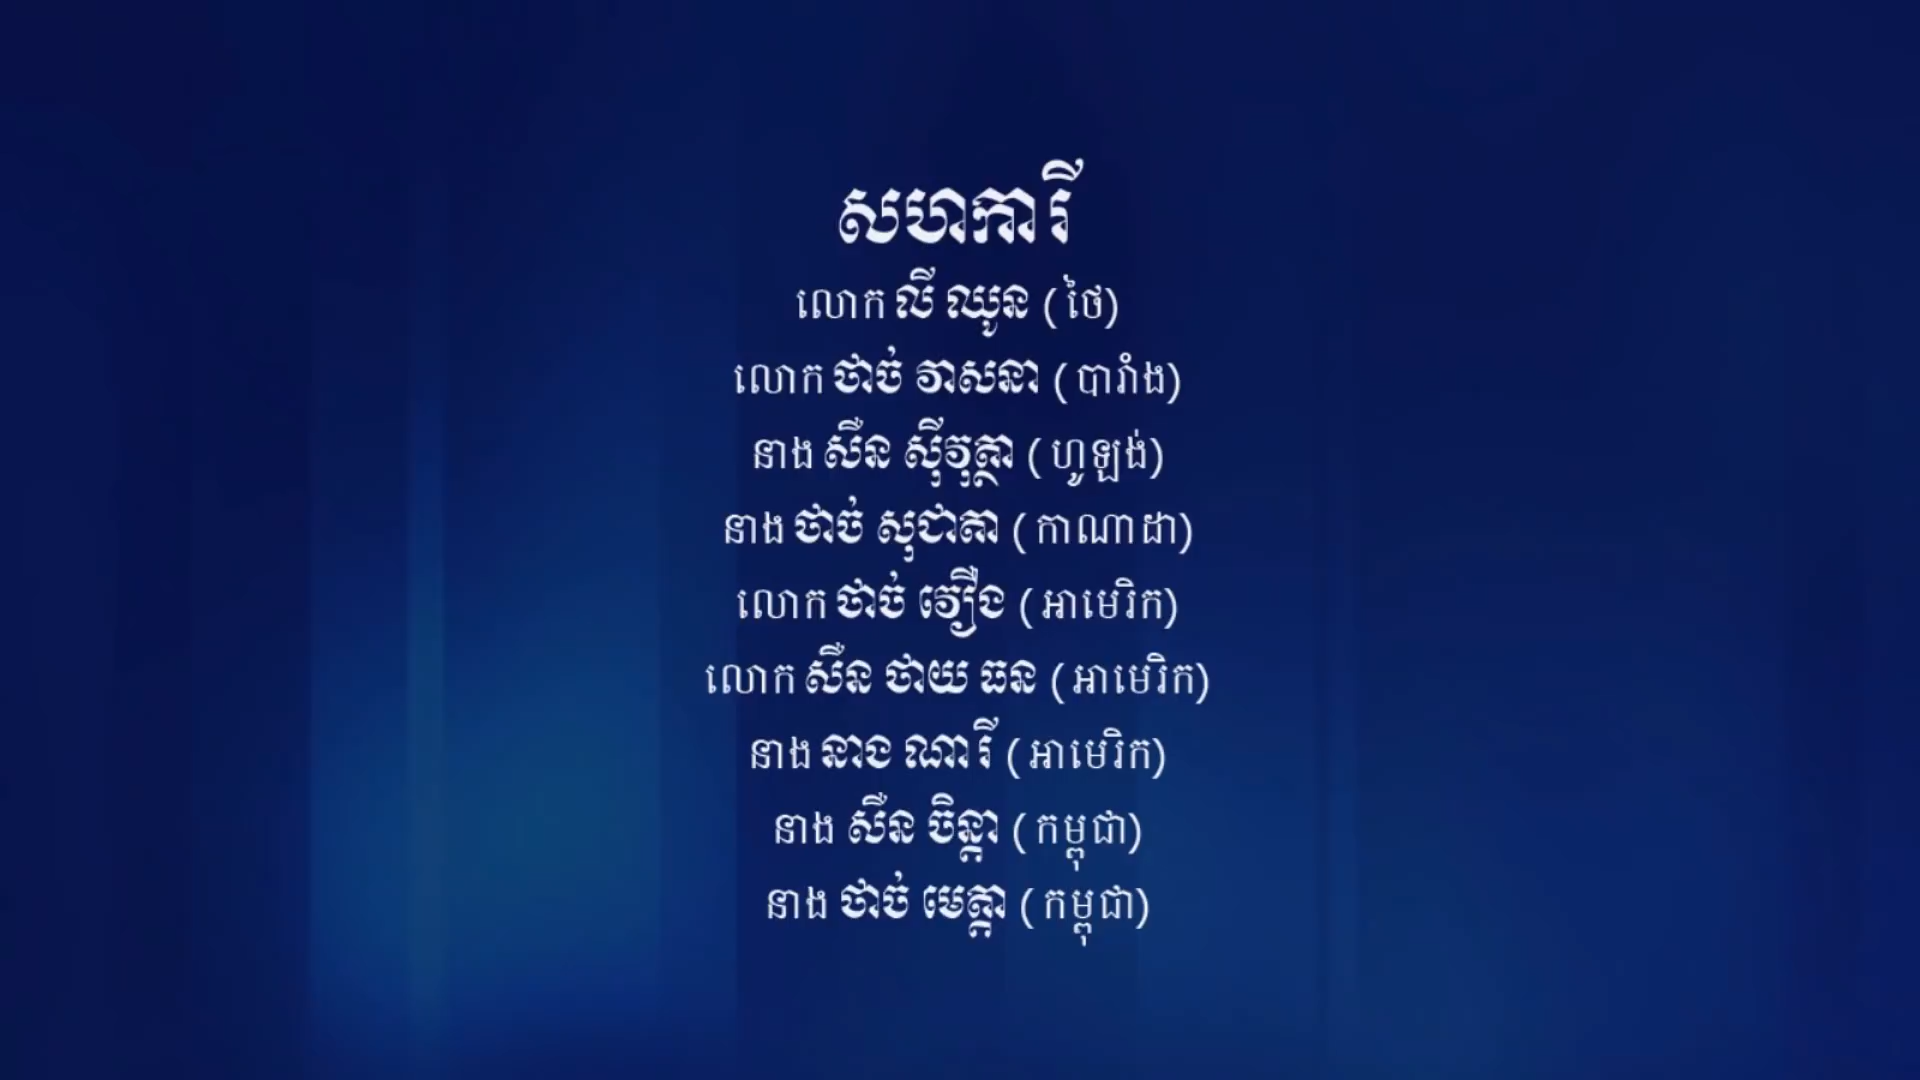 សហការី
លោក លី ឈូន (ថៃ)
លោក ថាច់ វាសនា (បារាំង)
នាង សឺន ស៊ីវុត្ថា (ហូឡង់)
នាង ថាច់ សុជាតា (កាណាដា)
លោក ថាច់ វឿង (អាមេរិក)
លោក សឺន ថាយ ធន (អាមេរិក)
នាង នាង ណារី (អាមេរិក)
នាង សឺន ចិន្តា (កម្ពុជា)
នាង ថាច់ មេត្តា (កម្ពុជា)